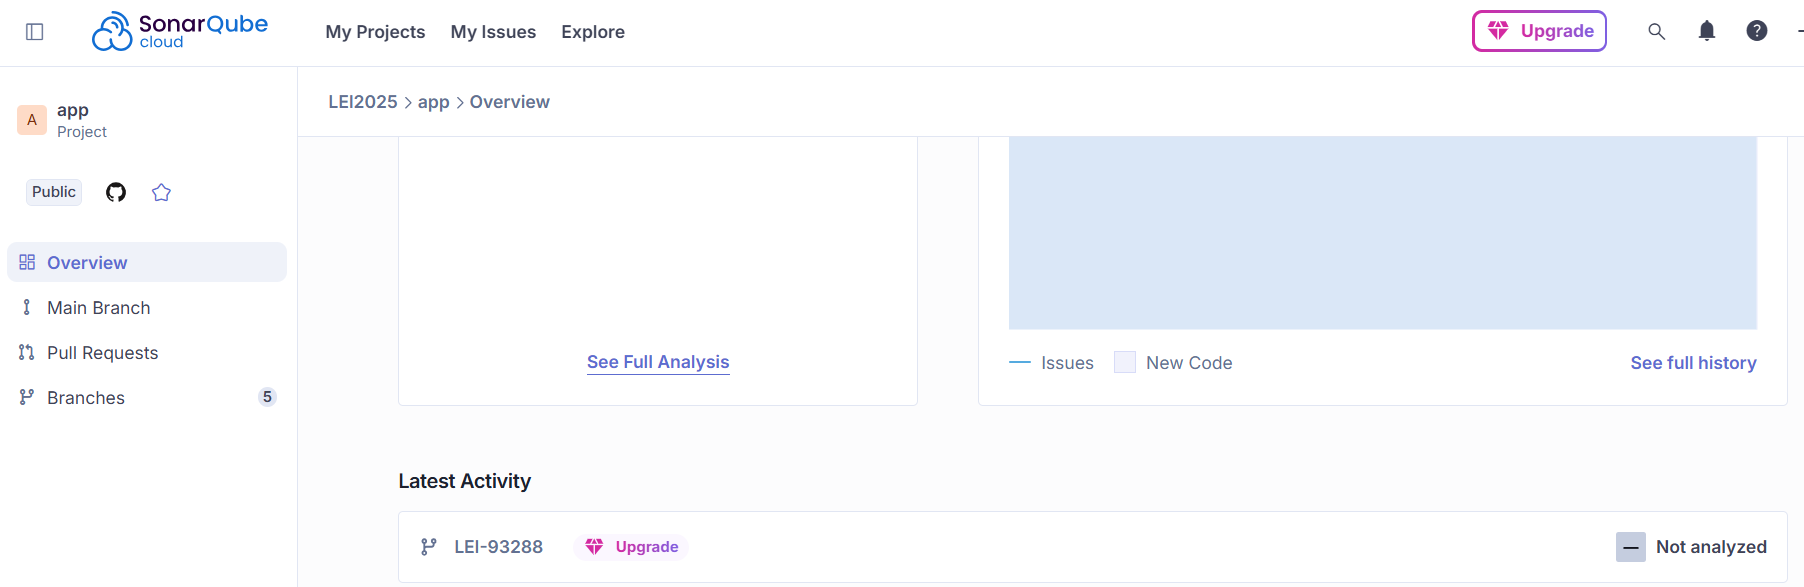 SonarQube
cloud
My Projects
My Issues
Explore
Upgrade
?
A
app
Project
LEI2025 > app > Overview
Public
Overview
Main Branch
Pull Requests
Branches
5
See Full Analysis
Issues
New Code
See full history
Latest Activity
LEI-93288
Upgrade
Not analyzed